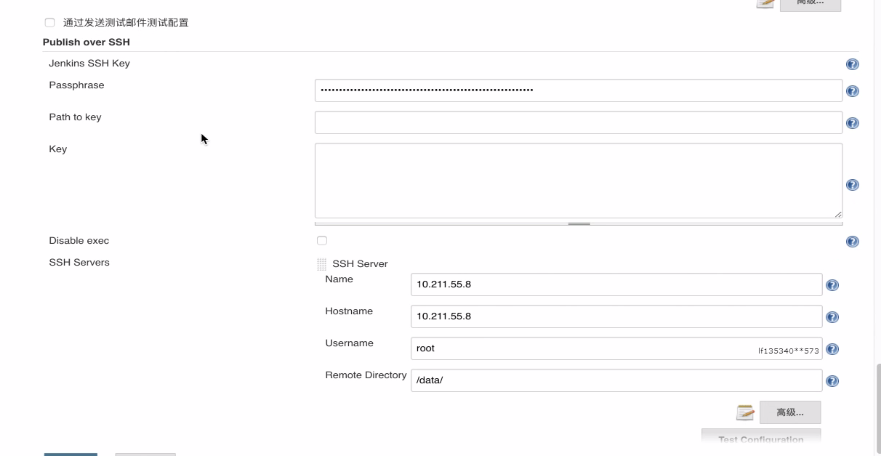 高级...
通过发送测试邮件测试配置
Publish over SSH
Jenkins SSH Key
Passphrase
Path to key
Key
Disable exec
SSH Servers
SSH Server
Name
10.211.55.8
Hostname
10.211.55.8
Username
root
lf135340**573
Remote Directory
/data/
高级...
Test Configuration